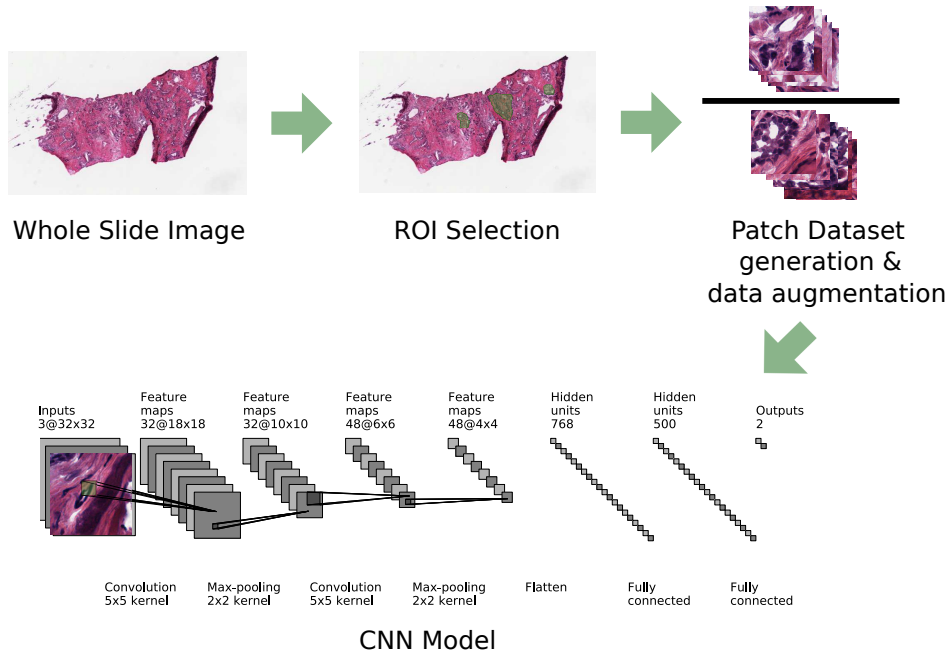 Whole Slide Image
ROI Selection
Patch Dataset
generation &
data augmentation
Inputs
3@32x32
Feature
maps
32@18x18
Feature
maps
32@10x10
Feature
maps
48@6x6
Feature
maps
48@4x4
Hidden
units
768
Hidden
units
500
Outputs
2
Convolution
5x5 kernel
Max-pooling
2x2 kernel
Convolution
5x5 kernel
Max-pooling
2x2 kernel
Flatten
Fully
connected
Fully
connected
CNN Model